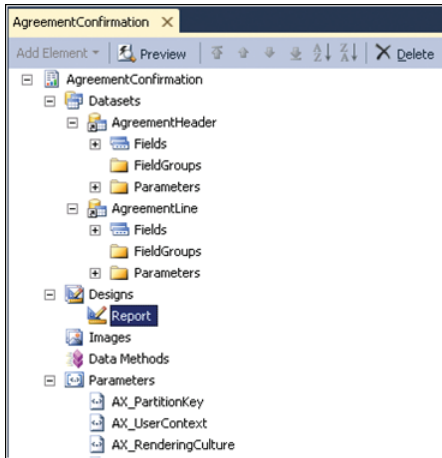 AgreementConfirmation
Add Element Preview Delete
AgreementConfirmation
Datasets
AgreementHeader
Fields
FieldGroups
Parameters
AgreementLine
Fields
FieldGroups
Parameters
Designs
Report
Images
Data Methods
Parameters
AX_PartitionKey
AX_UserContext
AX_RenderingCulture